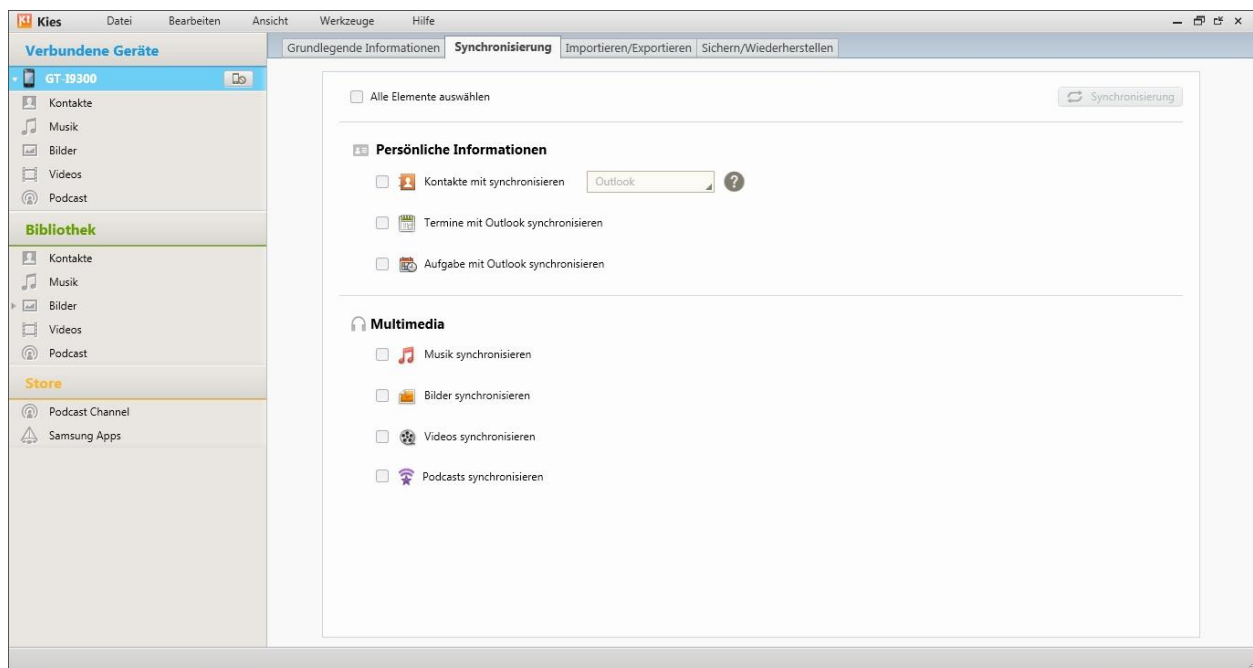 Kies Datei Bearbeiten Ansicht Werkzeuge Hilfe
Verbundene Geräte
GT-I9300
Kontakte
Musik
Bilder
Videos
Podcast
Bibliothek
Kontakte
Musik
Bilder
Videos
Podcast
Store
Podcast Channel
Samsung Apps
Grundlegende Informationen Synchronisierung Importieren/Exportieren Sichern/Wiederherstellen
Alle Elemente auswählen Synchronisierung
Persönliche Informationen
Kontakte mit synchronisieren Outlook ?
Termine mit Outlook synchronisieren
Aufgabe mit Outlook synchronisieren
Multimedia
Musik synchronisieren
Bilder synchronisieren
Videos synchronisieren
Podcasts synchronisieren